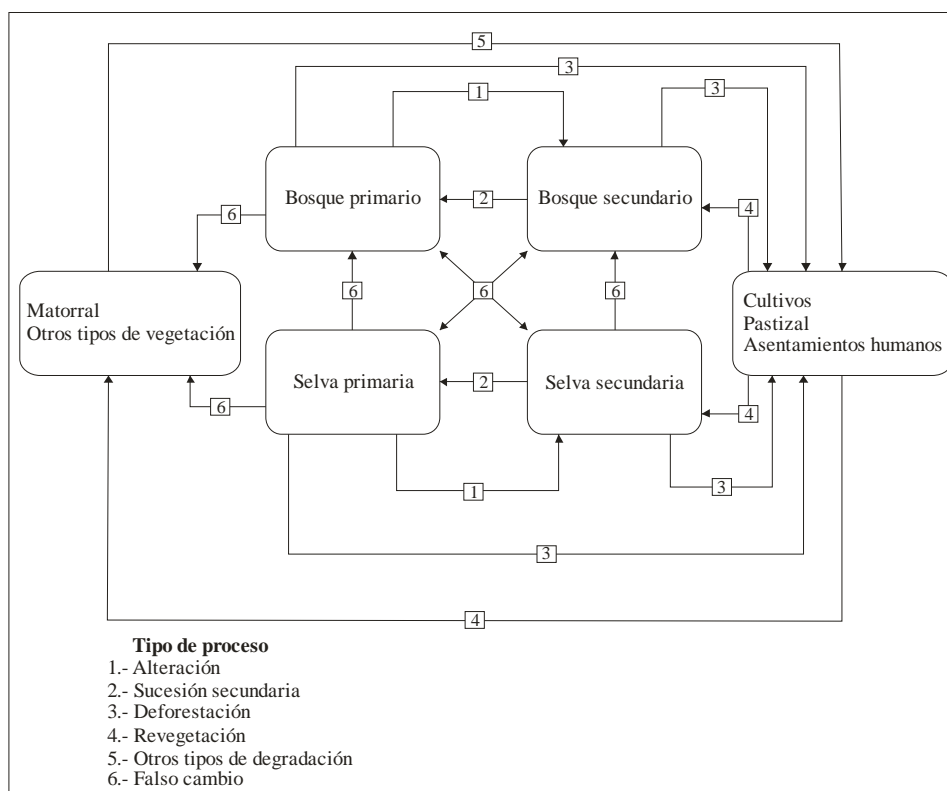 5
3
1
3
Bosque primario
2
Bosque secundario
4
6
6
6
6
Matorral
Otros tipos de vegetación
Cultivos
Pastizal
Asentamientos humanos
Selva primaria
2
Selva secundaria
6
4
1
3
3
4
Tipo de proceso
1.- Alteración
2.- Sucesión secundaria
3.- Deforestación
4.- Revegetación
5.- Otros tipos de degradación
6.- Falso cambio